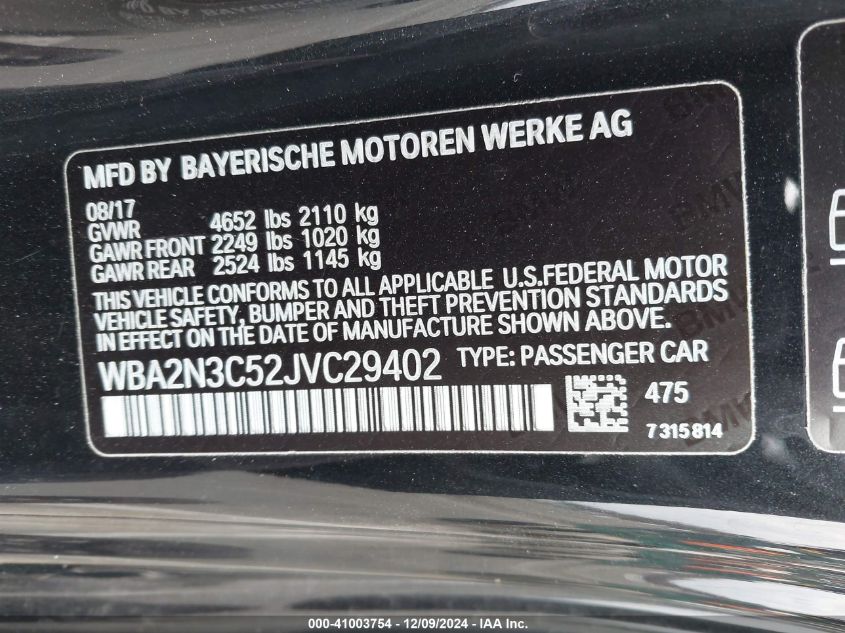 MFD BY BAYERISCHE MOTOREN WERKE AG
08/17
GVWR 4652 lbs 2110 kg
GAWR FRONT 2249 lbs 1020 kg
GAWR REAR 2524 lbs 1145 kg
THIS VEHICLE CONFORMS TO ALL APPLICABLE U.S.FEDERAL MOTOR
VEHICLE SAFETY, BUMPER AND THEFT PREVENTION STANDARDS
IN EFFECT ON THE DATE OF MANUFACTURE SHOWN ABOVE.
WBA2N3C52JVC29402 TYPE: PASSENGER CAR
475
7315814
000-41003754 - 12/09/2024 - IAA Inc.